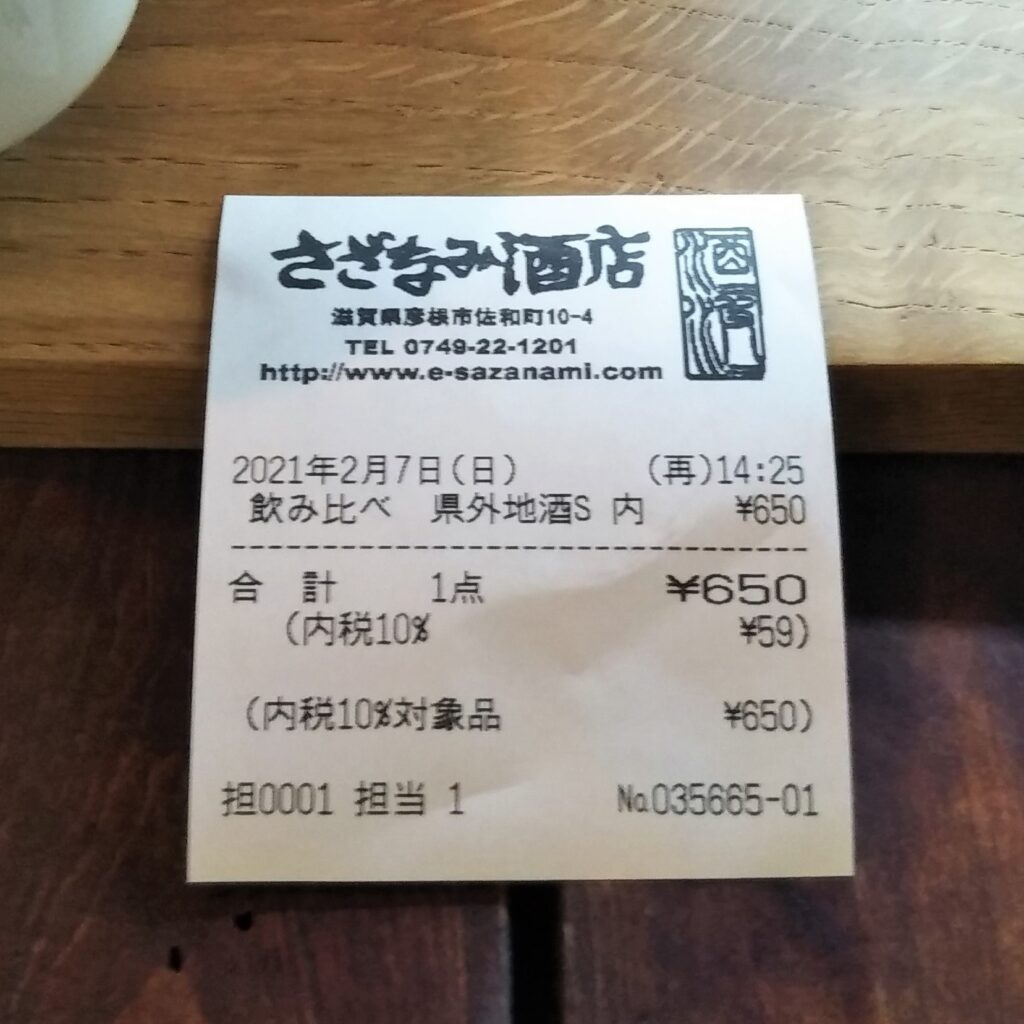 さざなみ酒店
滋賀県彦根市佐和町10-4
TEL 0749-22-1201
http://www.e-sazanami.com
2021年2月7日(日) (再)14:25
飲み比べ 県外地酒S 内 ¥650
合計 1点 ¥650
(内税10% ¥59)
(内税10%対象品 ¥650)
担0001 担当 1 №035665-01